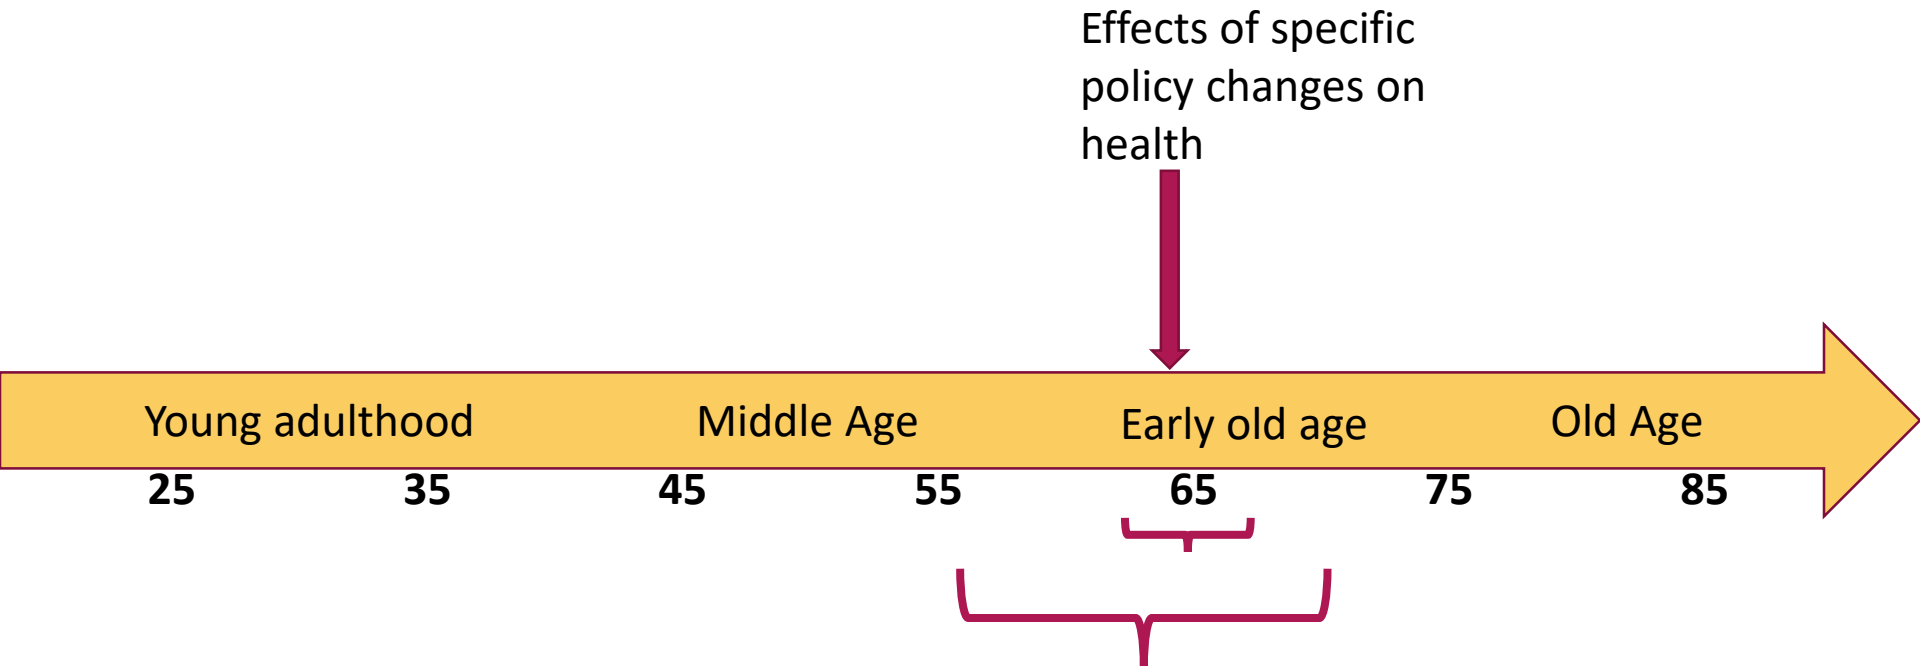 Effects of specific
policy changes on
health
Young adulthood Middle Age Early old age Old Age
25 35 45 55 65 75 85